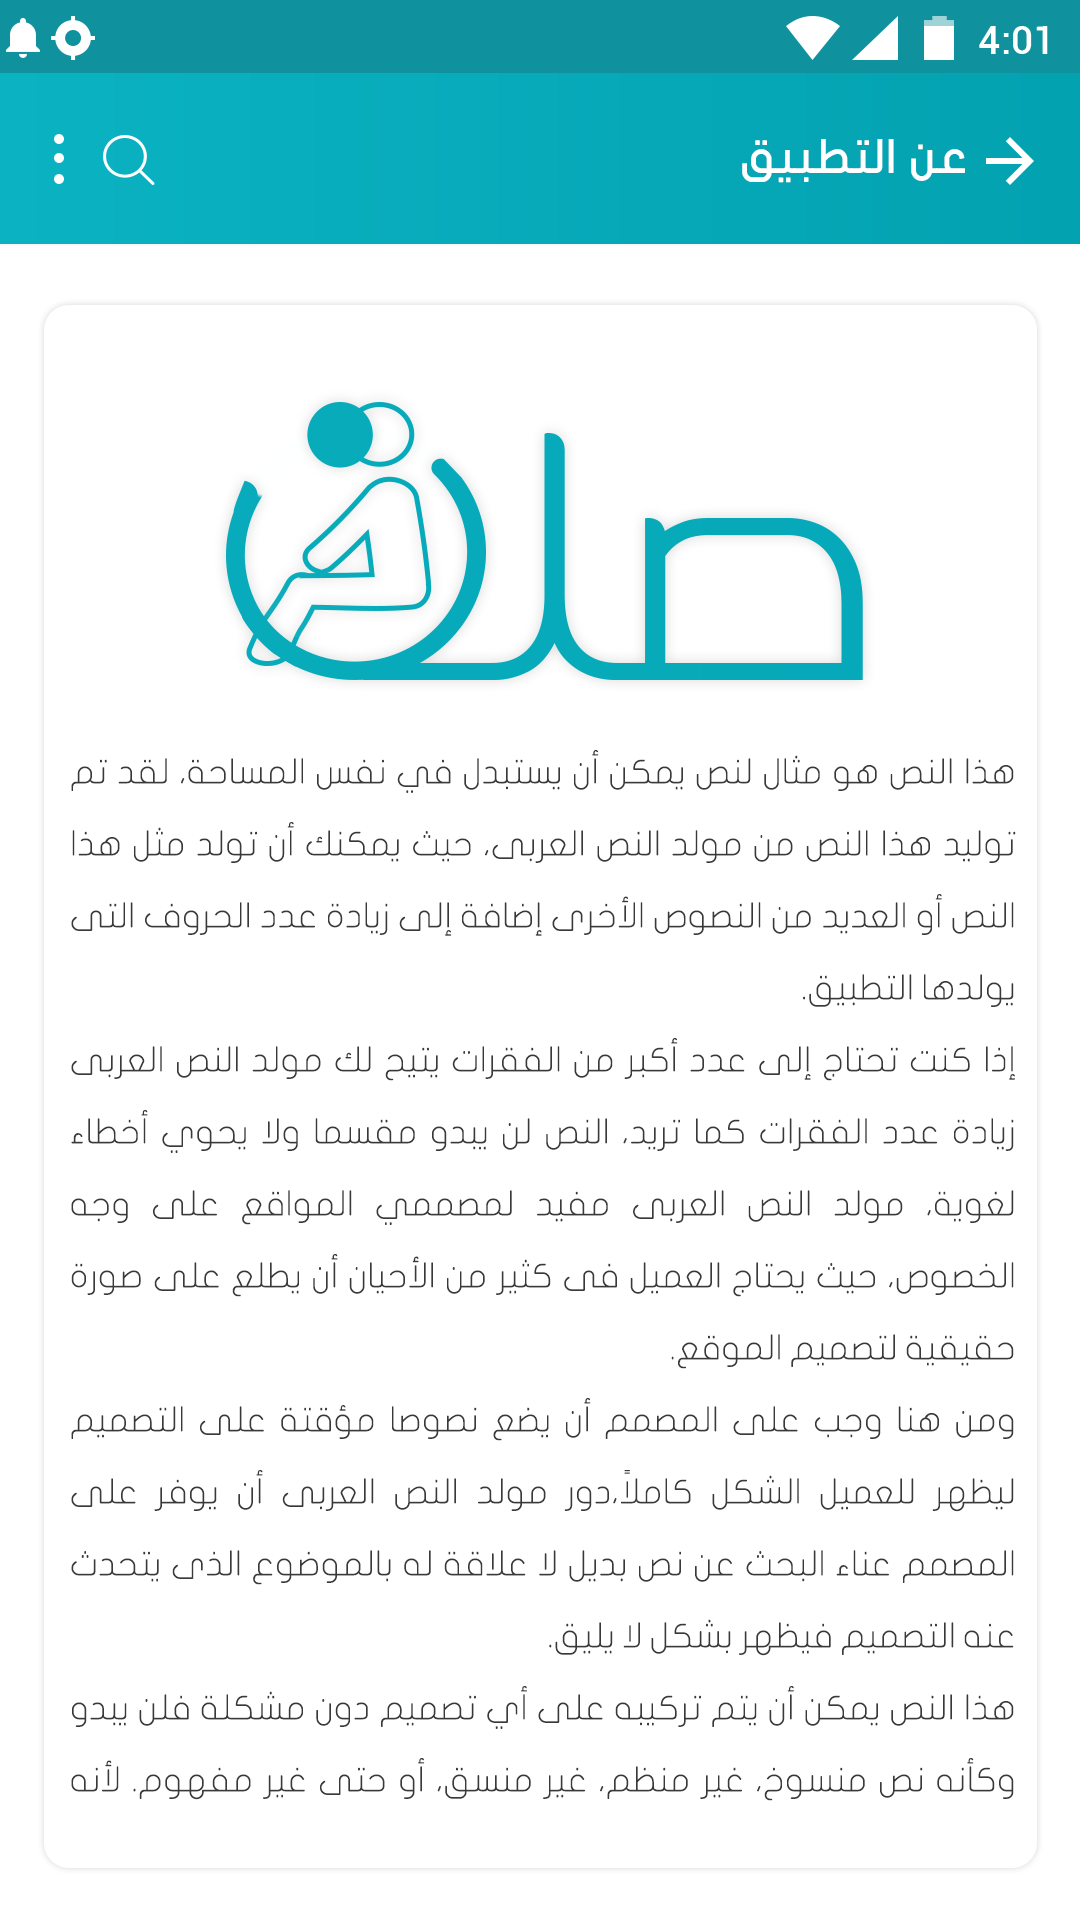 4:01
عن التطبيق
هذا النص هو مثال لنص يمكن أن يستبدل في نفس المساحة، لقد تم
توليد هذا النص من مولد النص العربى، حيث يمكنك أن تولد مثل هذا
النص أو العديد من النصوص الأخرى إضافة إلى زيادة عدد الحروف التى
يولدها التطبيق.
إذا كنت تحتاج إلى عدد أكبر من الفقرات يتيح لك مولد النص العربى
زيادة عدد الفقرات كما تريد، النص لن يبدو مقسما ولا يحوي أخطاء
لغوية، مولد النص العربى مفيد لمصممي المواقع على وجه
الخصوص، حيث يحتاج العميل فى كثير من الأحيان أن يطلع على صورة
حقيقية لتصميم الموقع.
ومن هنا وجب على المصمم أن يضع نصوصا مؤقتة على التصميم
ليظهر للعميل الشكل كاملاً،دور مولد النص العربى أن يوفر على
المصمم عناء البحث عن نص بديل لا علاقة له بالموضوع الذى يتحدث
عنه التصميم فيظهر بشكل لا يليق.
هذا النص يمكن أن يتم تركيبه على أي تصميم دون مشكلة فلن يبدو
وكأنه نص منسوخ، غير منظم، غير منسق، أو حتى غير مفهوم. لأنه